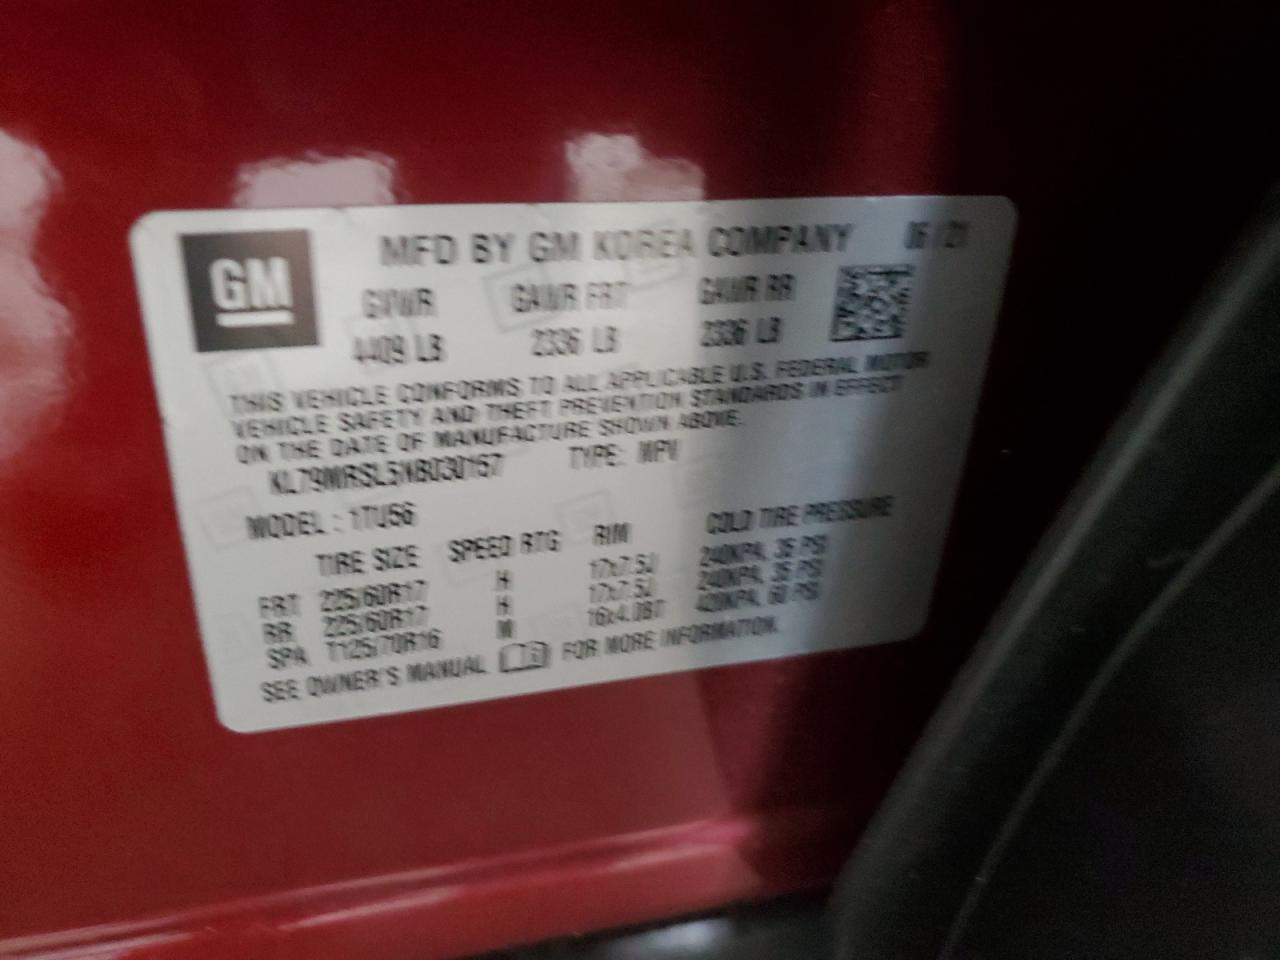 GM MFD BY GM KOREA COMPANY 06/21
GVWR GAWR FRT GAWR RR
4409 LB 2336 LB 2336 LB
THIS VEHICLE CONFORMS TO ALL APPLICABLE U.S. FEDERAL MOTOR
VEHICLE SAFETY AND THEFT PREVENTION STANDARDS IN EFFECT
ON THE DATE OF MANUFACTURE SHOWN ABOVE.
KL79MRSL5NB030167 TYPE: MPV
MODEL: 1TU56
TIRE SIZE SPEED RTG RIM COLD TIRE PRESSURE
FRT 225/60R17 H 17x7.5J 240KPA, 35 PSI
RR 225/60R17 H 17x7.5J 240KPA, 35 PSI
SPA T125/70R16 M 16x4.0BT 420KPA, 60 PSI
SEE OWNER'S MANUAL FOR MORE INFORMATION.